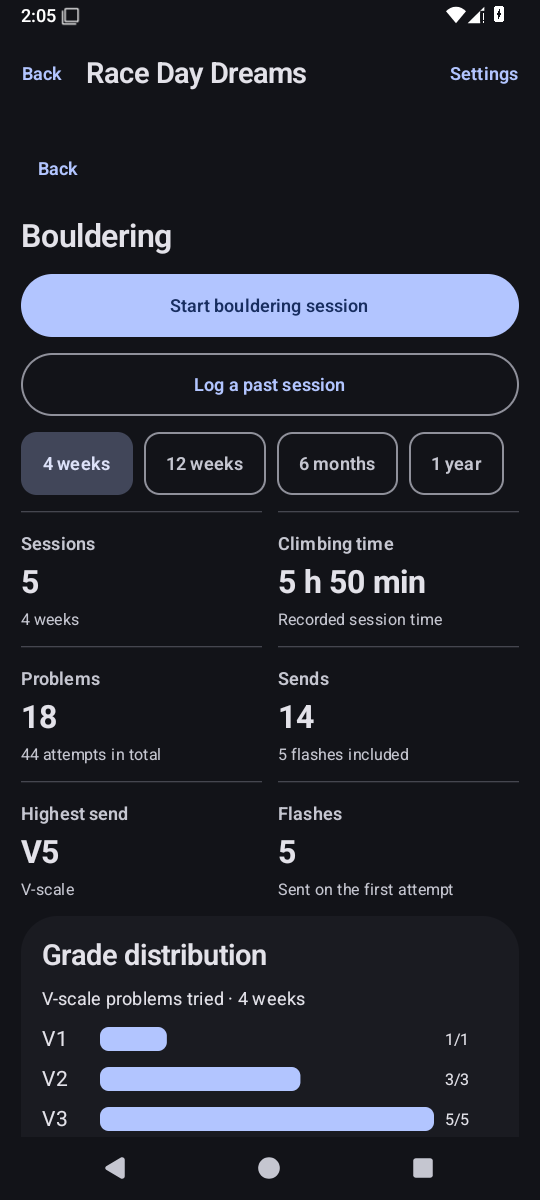 2:05
Back Race Day Dreams Settings
Back
Bouldering
Start bouldering session
Log a past session
4 weeks 12 weeks 6 months 1 year
Sessions Climbing time
5 5 h 50 min
4 weeks Recorded session time
Problems Sends
18 14
44 attempts in total 5 flashes included
Highest send Flashes
V5 5
V-scale Sent on the first attempt
Grade distribution
V-scale problems tried · 4 weeks
V1 1/1
V2 3/3
V3 5/5